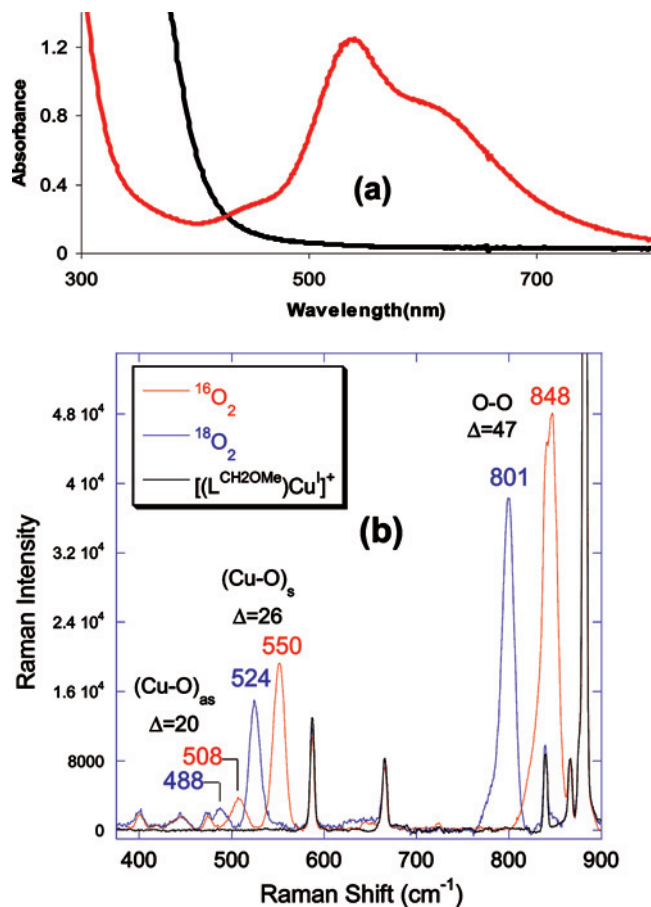 1.2
0.8
0.4
0
Absorbance
(a)
300 500 700
Wavelength(nm)
¹⁶O₂
¹⁸O₂
[(L^CH2OMe)Cu^I]⁺
O-O
Δ=47
848
801
(b)
(Cu-O)s
Δ=26
550
524
(Cu-O)as
Δ=20
508
488
4.8 10⁴
4 10⁴
3.2 10⁴
2.4 10⁴
1.6 10⁴
8000
0
Raman Intensity
400 500 600 700 800 900
Raman Shift (cm⁻¹)